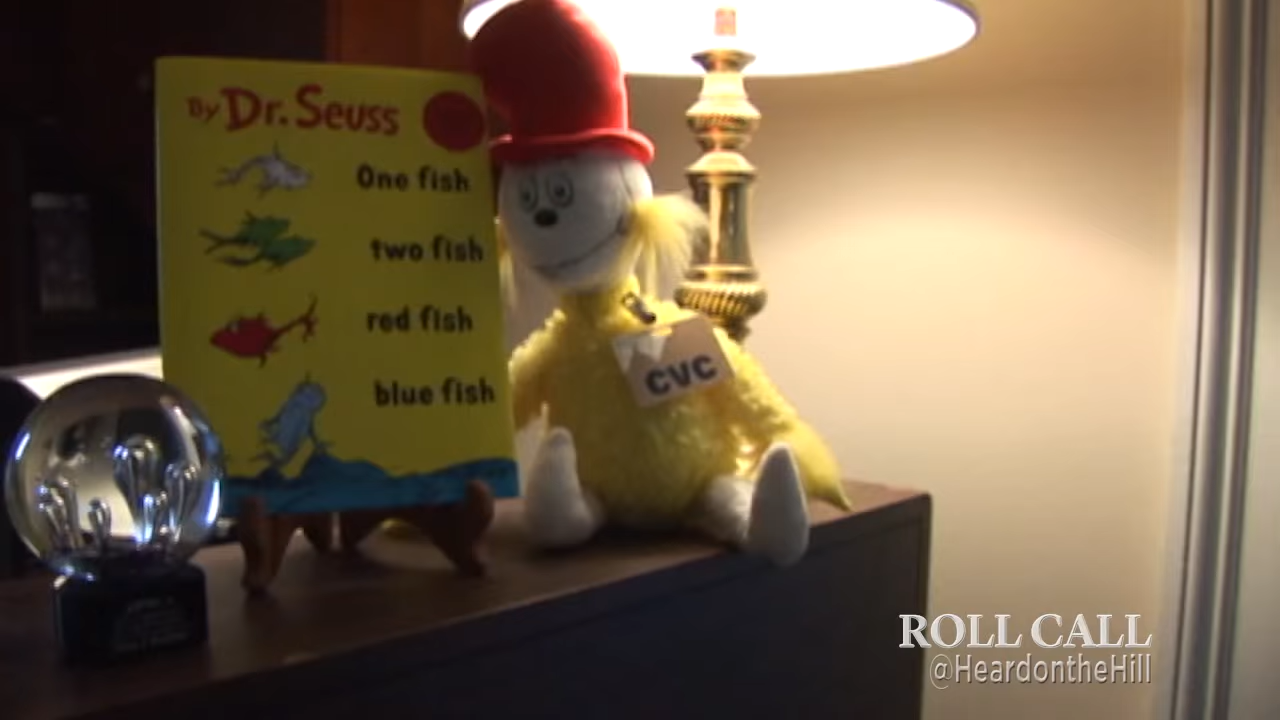 By Dr. Seuss
One fish
two fish
red fish
blue fish
CVC
ROLL CALL
@HeardontheHill